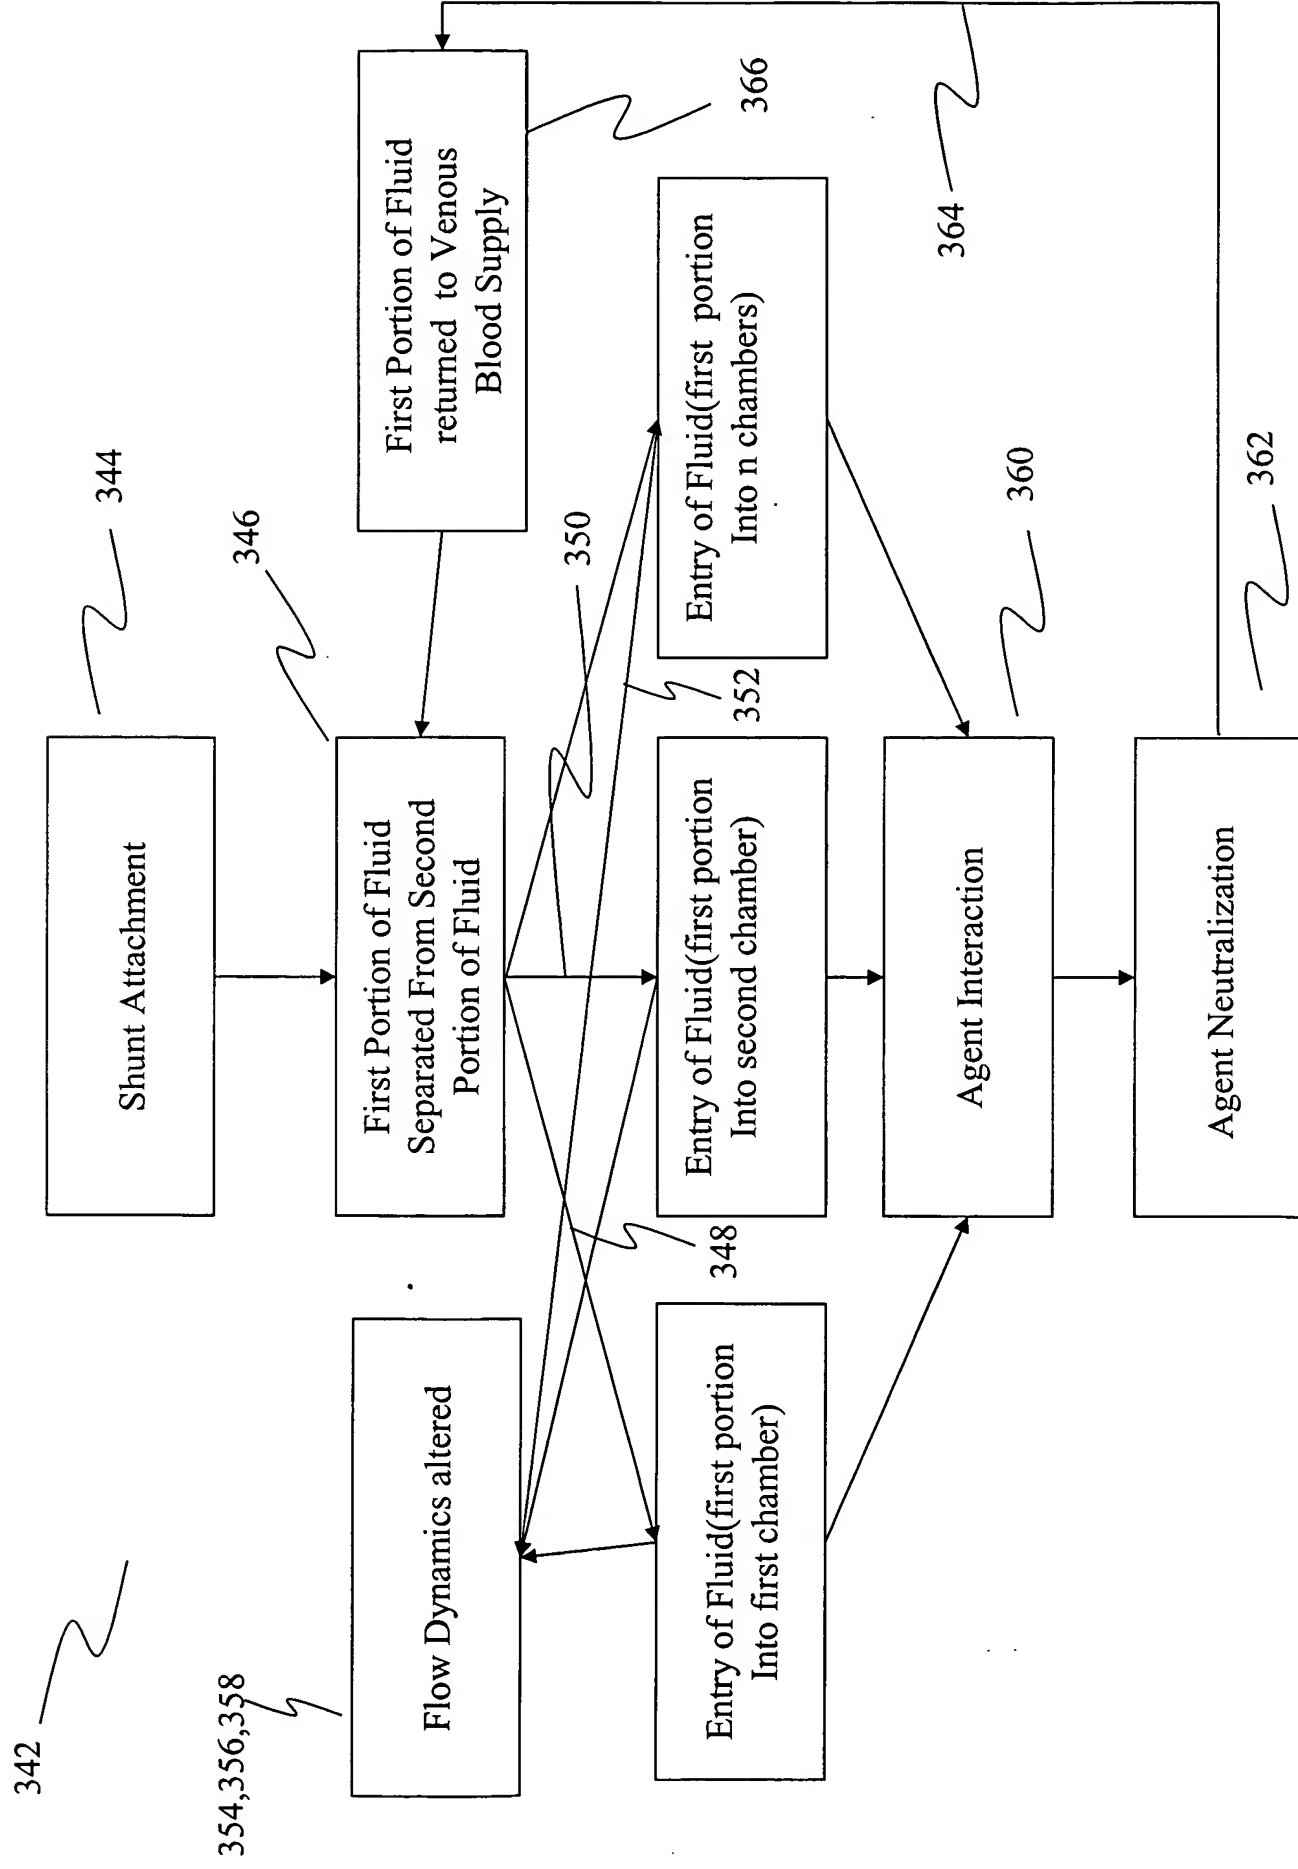 342
344
Shunt Attachment
346
First Portion of Fluid
Separated From Second
Portion of Fluid
354,356,358
Flow Dynamics altered
First Portion of Fluid
returned to Venous
Blood Supply
366
348
350
352
Entry of Fluid(first portion
Into first chamber)
Entry of Fluid(first portion
Into second chamber)
Entry of Fluid(first portion
Into n chambers)
360
Agent Interaction
364
362
Agent Neutralization